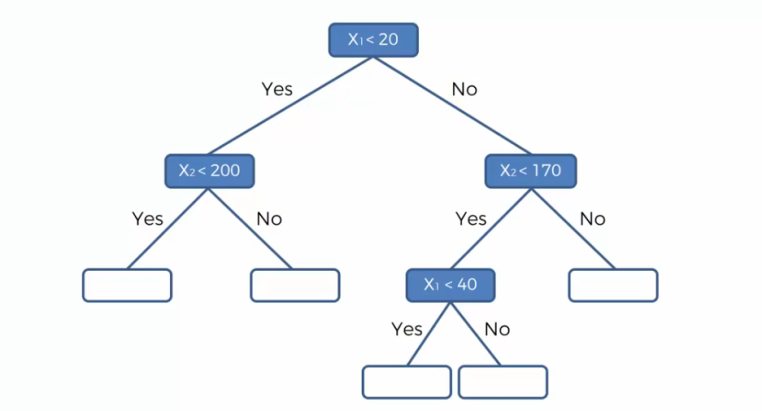 X₁ < 20
Yes
No
X₂ < 200
X₂ < 170
Yes
No
Yes
No
X₁ < 40
Yes
No